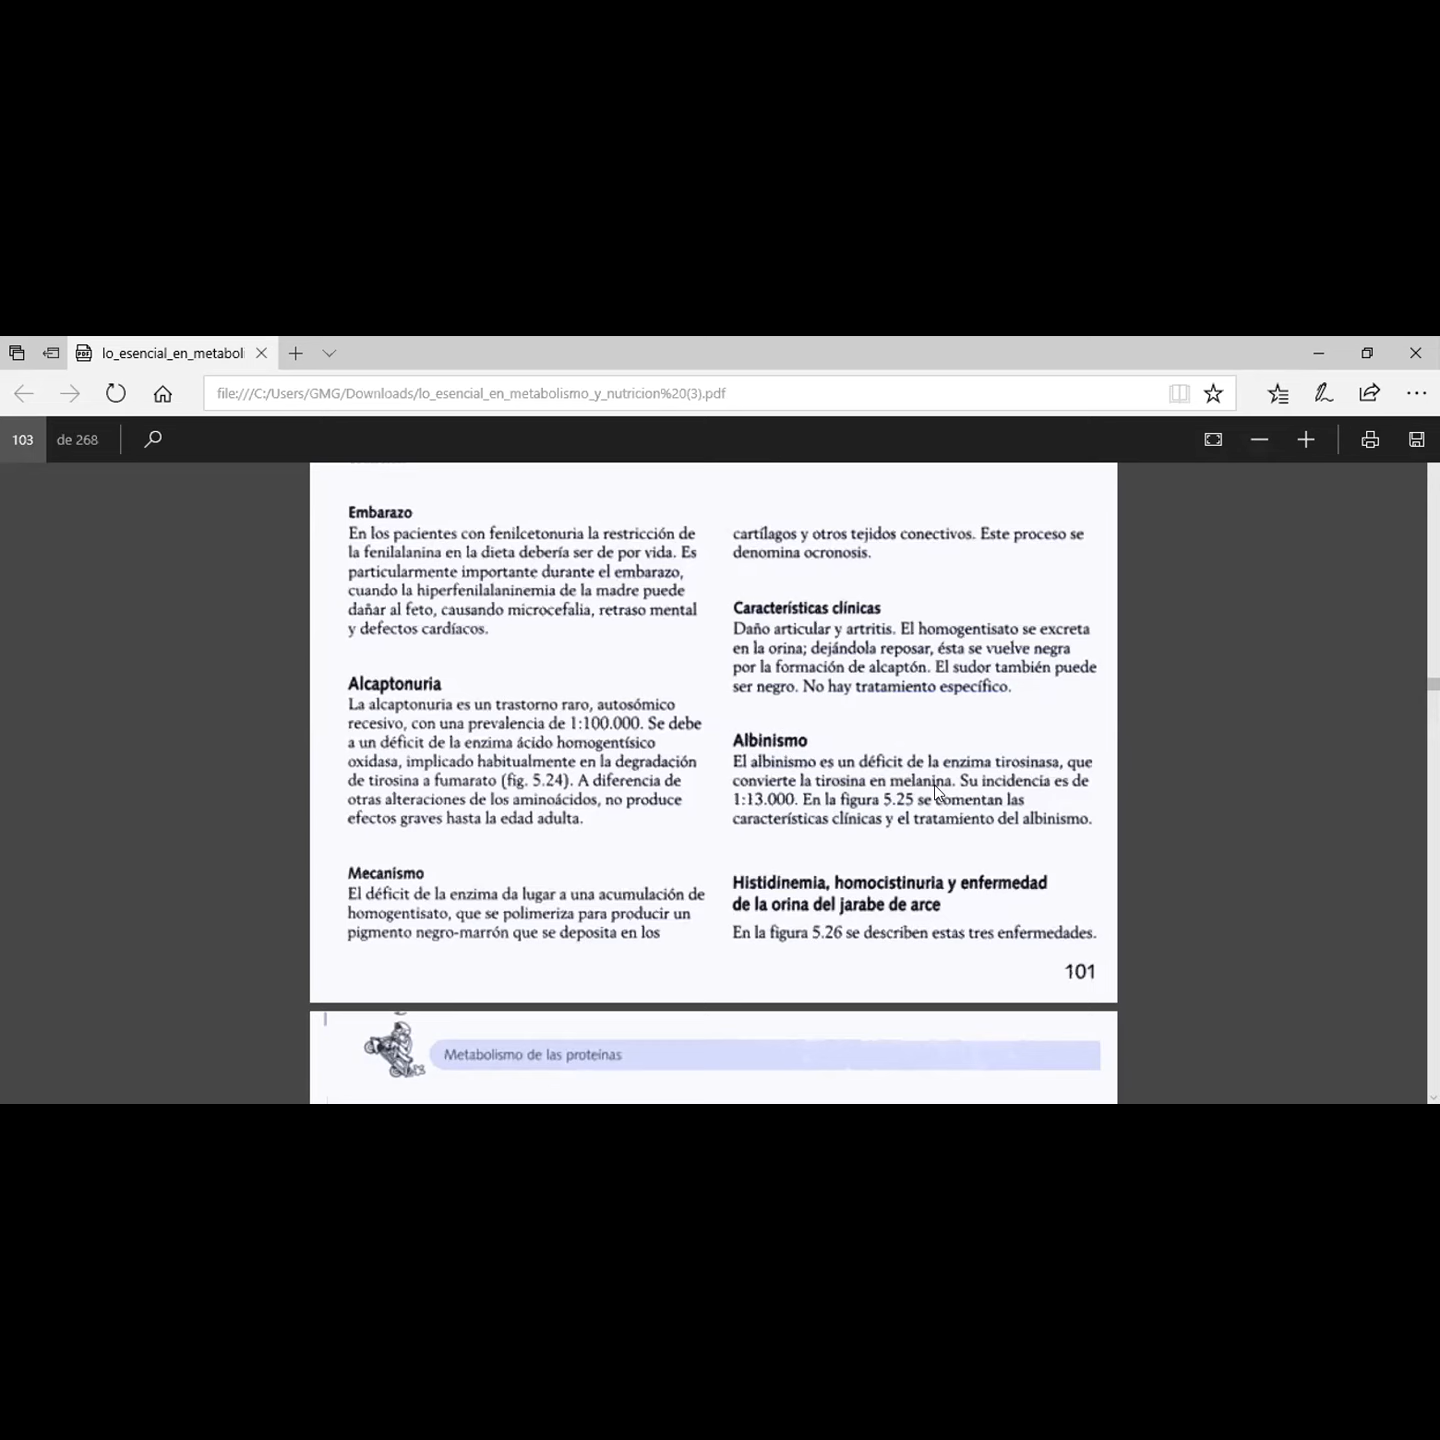 lo_esencial_en_metabol
file:///C:/Users/GMG/Downloads/lo_esencial_en_metabolismo_y_nutricion%20(3).pdf
103 de 268
Embarazo
En los pacientes con fenilcetonuria la restricción de
la fenilalanina en la dieta debería ser de por vida. Es
particularmente importante durante el embarazo,
cuando la hiperfenilalaninemia de la madre puede
dañar al feto, causando microcefalia, retraso mental
y defectos cardíacos.
Alcaptonuria
La alcaptonuria es un trastorno raro, autosómico
recesivo, con una prevalencia de 1:100.000. Se debe
a un déficit de la enzima ácido homogentísico
oxidasa, implicado habitualmente en la degradación
de tirosina a fumarato (fig. 5.24). A diferencia de
otras alteraciones de los aminoácidos, no produce
efectos graves hasta la edad adulta.
Mecanismo
El déficit de la enzima da lugar a una acumulación de
homogentisato, que se polimeriza para producir un
pigmento negro-marrón que se deposita en los
cartílagos y otros tejidos conectivos. Este proceso se
denomina ocronosis.
Características clínicas
Daño articular y artritis. El homogentisato se excreta
en la orina; dejándola reposar, ésta se vuelve negra
por la formación de alcaptón. El sudor también puede
ser negro. No hay tratamiento específico.
Albinismo
El albinismo es un déficit de la enzima tirosinasa, que
convierte la tirosina en melanina. Su incidencia es de
1:13.000. En la figura 5.25 se comentan las
características clínicas y el tratamiento del albinismo.
Histidinemia, homocistinuria y enfermedad
de la orina del jarabe de arce
En la figura 5.26 se describen estas tres enfermedades.
101
Metabolismo de las proteínas